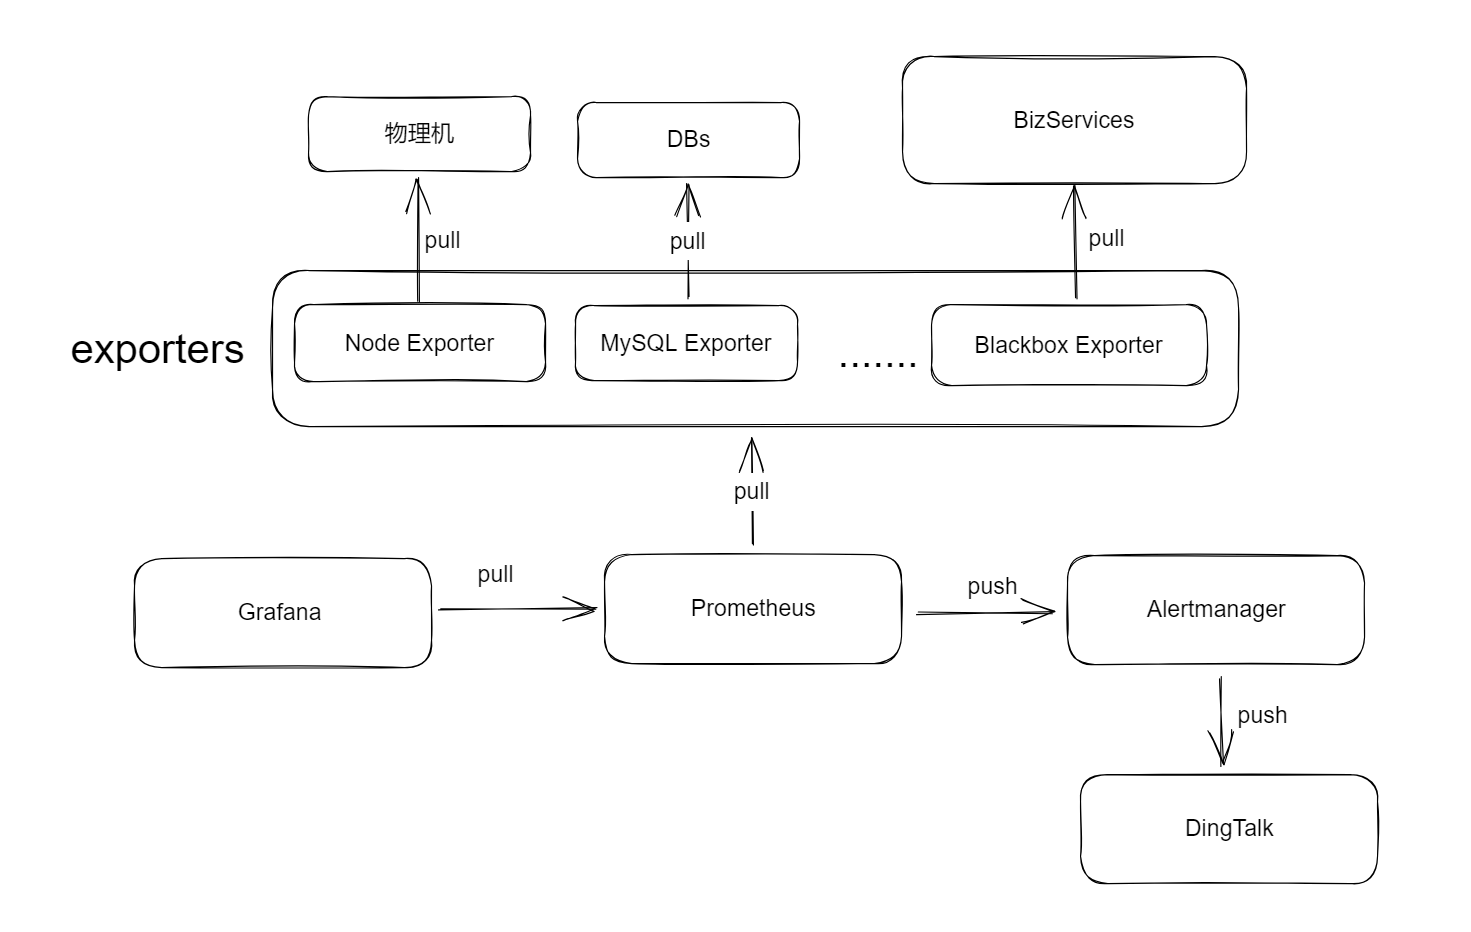 物理机
DBs
BizServices
pull
pull
pull
exporters
Node Exporter
MySQL Exporter
.......
Blackbox Exporter
pull
Grafana
pull
Prometheus
push
Alertmanager
push
DingTalk